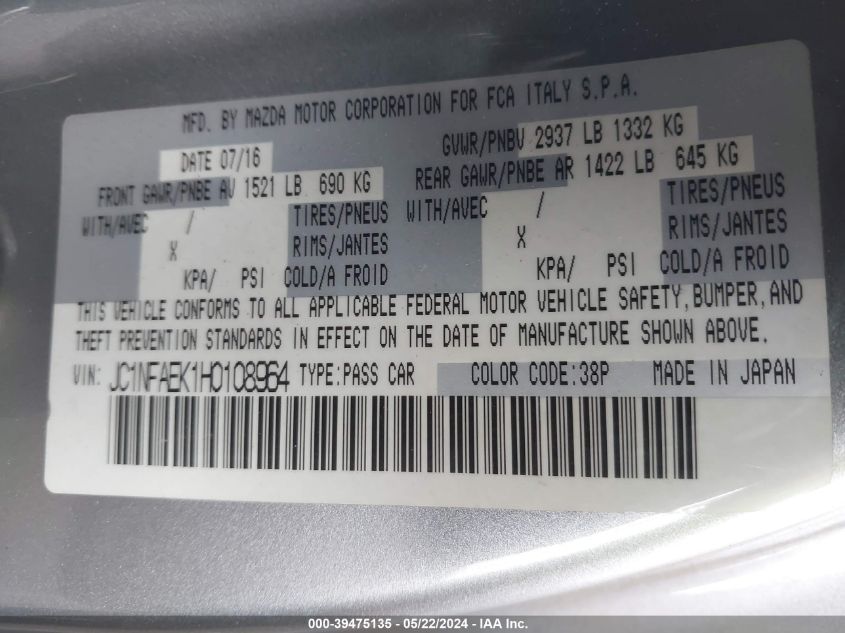 MFD. BY MAZDA MOTOR CORPORATION FOR FCA ITALY S.P.A.
DATE 07/16 GVWR/PNBV 2937 LB 1332 KG
FRONT GAWR/PNBE AV 1521 LB 690 KG REAR GAWR/PNBE AR 1422 LB 645 KG
WITH/AVEC / TIRES/PNEUS WITH/AVEC / TIRES/PNEUS
X RIMS/JANTES X RIMS/JANTES
KPA/ PSI COLD/A FROID KPA/ PSI COLD/A FROID
THIS VEHICLE CONFORMS TO ALL APPLICABLE FEDERAL MOTOR VEHICLE SAFETY, BUMPER, AND
THEFT PREVENTION STANDARDS IN EFFECT ON THE DATE OF MANUFACTURE SHOWN ABOVE.
VIN: JC1NFAEK1H0108964 TYPE:PASS CAR COLOR CODE:38P MADE IN JAPAN
000-39475135 - 05/22/2024 - IAA Inc.